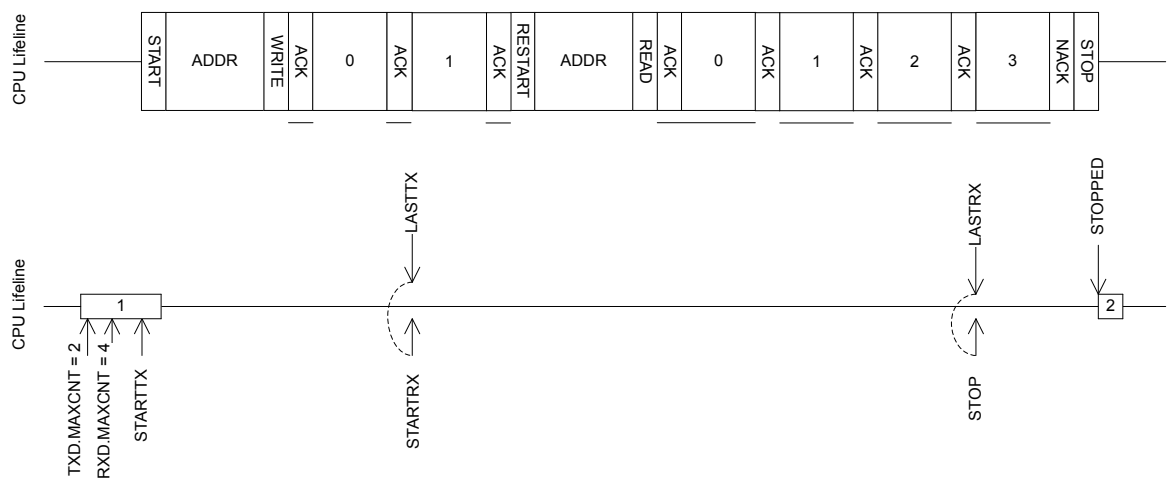 CPU Lifeline
START
ADDR
WRITE
ACK
0
ACK
1
ACK
RESTART
ADDR
READ
ACK
0
ACK
1
ACK
2
ACK
3
NACK
STOP
LASTTX
LASTRX
STOPPED
CPU Lifeline
1
2
TXD.MAXCNT = 2
RXD.MAXCNT = 4
STARTTX
STARTRX
STOP